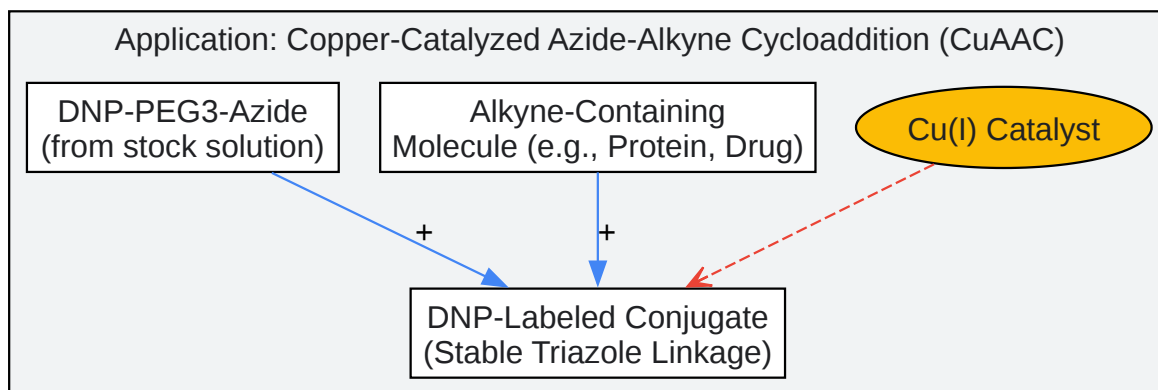 Application: Copper-Catalyzed Azide-Alkyne Cycloaddition (CuAAC)
DNP-PEG3-Azide
(from stock solution)
Alkyne-Containing
Molecule (e.g., Protein, Drug)
Cu(I) Catalyst
+
+
DNP-Labeled Conjugate
(Stable Triazole Linkage)